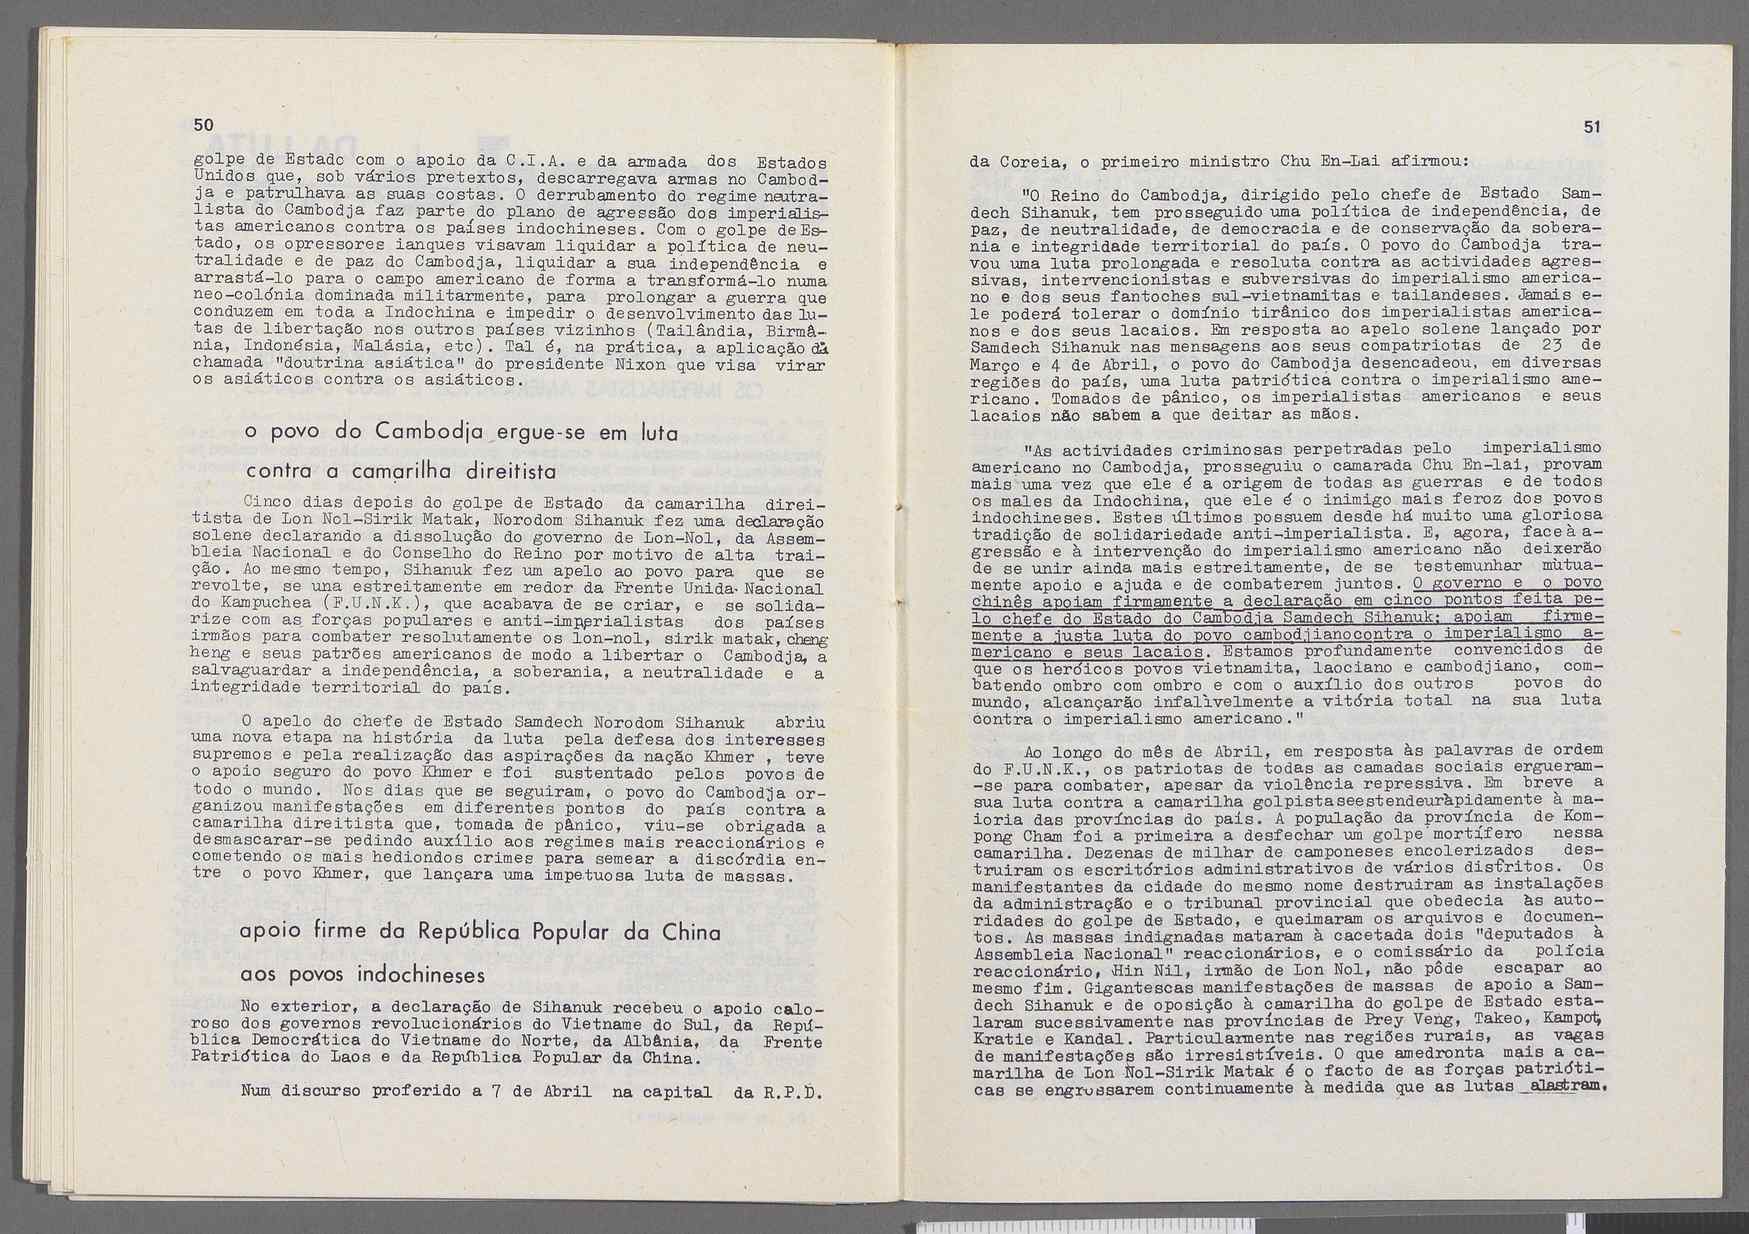 50
golpe de Estado com o apoio da C.I.A. e da armada dos Estados
Unidos que, sob vários pretextos, descarregava armas no Cambod-
ja e patrulhava as suas costas. O derrubamento do regime neutra-
lista do Cambodja faz parte do plano de agressão dos imperialis-
tas americanos contra os países indochineses. Com o golpe de Es-
tado, os opressores ianques visavam liquidar a política de neu-
tralidade e de paz do Cambodja, liquidar a sua independência e
arrastá-lo para o campo americano de forma a transformá-lo numa
neo-colónia dominada militarmente, para prolongar a guerra que
conduzem em toda a Indochina e impedir o desenvolvimento das lu-
tas de libertação nos outros países vizinhos (Tailândia, Birmâ-
nia, Indonésia, Malásia, etc). Tal é, na prática, a aplicação da
chamada "doutrina asiática" do presidente Nixon que visa virar
os asiáticos contra os asiáticos.
o povo do Cambodja ergue-se em luta
contra a camarilha direitista
Cinco dias depois do golpe de Estado da camarilha direi-
tista de Lon Nol-Sirik Matak, Norodom Sihanuk fez uma declaração
solene declarando a dissolução do governo de Lon-Nol, da Assem-
bleia Nacional e do Conselho do Reino por motivo de alta trai-
ção. Ao mesmo tempo, Sihanuk fez um apelo ao povo para que se
revolte, se una estreitamente em redor da Frente Unida Nacional
do Kampuchea (F.U.N.K.), que acabava de se criar, e se solida-
rize com as forças populares e anti-imperialistas dos países
irmãos para combater resolutamente os lon-nol, sirik matak, cheng
heng e seus patrões americanos de modo a libertar o Cambodja, a
salvaguardar a independência, a soberania, a neutralidade e a
integridade territorial do país.
O apelo do chefe de Estado Samdech Norodom Sihanuk abriu
uma nova etapa na história da luta pela defesa dos interesses
supremos e pela realização das aspirações da nação Khmer , teve
o apoio seguro do povo Khmer e foi sustentado pelos povos de
todo o mundo. Nos dias que se seguiram, o povo do Cambodja or-
ganizou manifestações em diferentes pontos do país contra a
camarilha direitista que, tomada de pânico, viu-se obrigada a
desmascarar-se pedindo auxílio aos regimes mais reaccionários e
cometendo os mais hediondos crimes para semear a discórdia en-
tre o povo Khmer, que lançara uma impetuosa luta de massas.
apoio firme da República Popular da China
aos povos indochineses
No exterior, a declaração de Sihanuk recebeu o apoio calo-
roso dos governos revolucionários do Vietname do Sul, da Repú-
blica Democrática do Vietname do Norte, da Albânia, da Frente
Patriótica do Laos e da República Popular da China.
Num discurso proferido a 7 de Abril na capital da R.P.D.
51
da Coreia, o primeiro ministro Chu En-Lai afirmou:
"O Reino do Cambodja, dirigido pelo chefe de Estado Sam-
dech Sihanuk, tem prosseguido uma política de independência, de
paz, de neutralidade, de democracia e de conservação da sobera-
nia e integridade territorial do país. O povo do Cambodja tra-
vou uma luta prolongada e resoluta contra as actividades agres-
sivas, intervencionistas e subversivas do imperialismo america-
no e dos seus fantoches sul-vietnamitas e tailandeses. Jamais e-
le poderá tolerar o domínio tirânico dos imperialistas america-
nos e dos seus lacaios. Em resposta ao apelo solene lançado por
Samdech Sihanuk nas mensagens aos seus compatriotas de 23 de
Março e 4 de Abril, o povo do Cambodja desencadeou, em diversas
regiões do país, uma luta patriótica contra o imperialismo ame-
ricano. Tomados de pânico, os imperialistas americanos e seus
lacaios não sabem a que deitar as mãos.
"As actividades criminosas perpetradas pelo imperialismo
americano no Cambodja, prosseguiu o camarada Chu En-lai, provam
mais uma vez que ele é a origem de todas as guerras e de todos
os males da Indochina, que ele é o inimigo mais feroz dos povos
indochineses. Estes últimos possuem desde há muito uma gloriosa
tradição de solidariedade anti-imperialista. E, agora, face à a-
gressão e à intervenção do imperialismo americano não deixerão
de se unir ainda mais estreitamente, de se testemunhar mùtua-
mente apoio e ajuda e de combaterem juntos. O governo e o povo
chinês apoiam firmamente a declaração em cinco pontos feita pe-
lo chefe do Estado do Cambodja Samdech Sihanuk; apoiam firme-
mente a justa luta do povo cambodjianocontra o imperialismo a-
mericano e seus lacaios. Estamos profundamente convencidos de
que os heróicos povos vietnamita, laociano e cambodjiano, com-
batendo ombro com ombro e com o auxílio dos outros povos do
mundo, alcançarão infalìvelmente a vitória total na sua luta
contra o imperialismo americano."
Ao longo do mês de Abril, em resposta às palavras de ordem
do F.U.N.K., os patriotas de todas as camadas sociais ergueram-
-se para combater, apesar da violência repressiva. Em breve a
sua luta contra a camarilha golpistaseestendeuràpidamente à ma-
ioria das províncias do país. A população da província de Kom-
pong Cham foi a primeira a desfechar um golpe mortífero nessa
camarilha. Dezenas de milhar de camponeses encolerizados des-
truiram os escritórios administrativos de vários distritos. Os
manifestantes da cidade do mesmo nome destruiram as instalações
da administração e o tribunal provincial que obedecia às auto-
ridades do golpe de Estado, e queimaram os arquivos e documen-
tos. As massas indignadas mataram à cacetada dois "deputados à
Assembleia Nacional" reaccionários, e o comissário da polícia
reaccionário, Hin Nil, irmão de Lon Nol, não pôde escapar ao
mesmo fim. Gigantescas manifestações de massas de apoio a Sam-
dech Sihanuk e de oposição à camarilha do golpe de Estado esta-
laram sucessivamente nas províncias de Prey Veng, Takeo, Kampot,
Kratie e Kandal. Particularmente nas regiões rurais, as vagas
de manifestações são irresistíveis. O que amedronta mais a ca-
marilha de Lon Nol-Sirik Matak é o facto de as forças patrióti-
cas se engrossarem continuamente à medida que as lutas alastram.